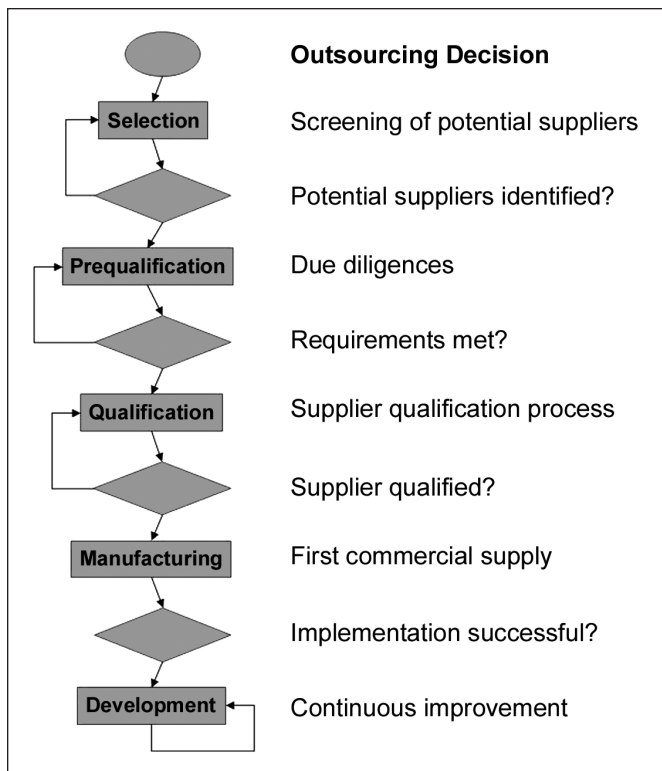 Outsourcing Decision
Selection
Screening of potential suppliers
Potential suppliers identified?
Prequalification
Due diligences
Requirements met?
Qualification
Supplier qualification process
Supplier qualified?
Manufacturing
First commercial supply
Implementation successful?
Development
Continuous improvement